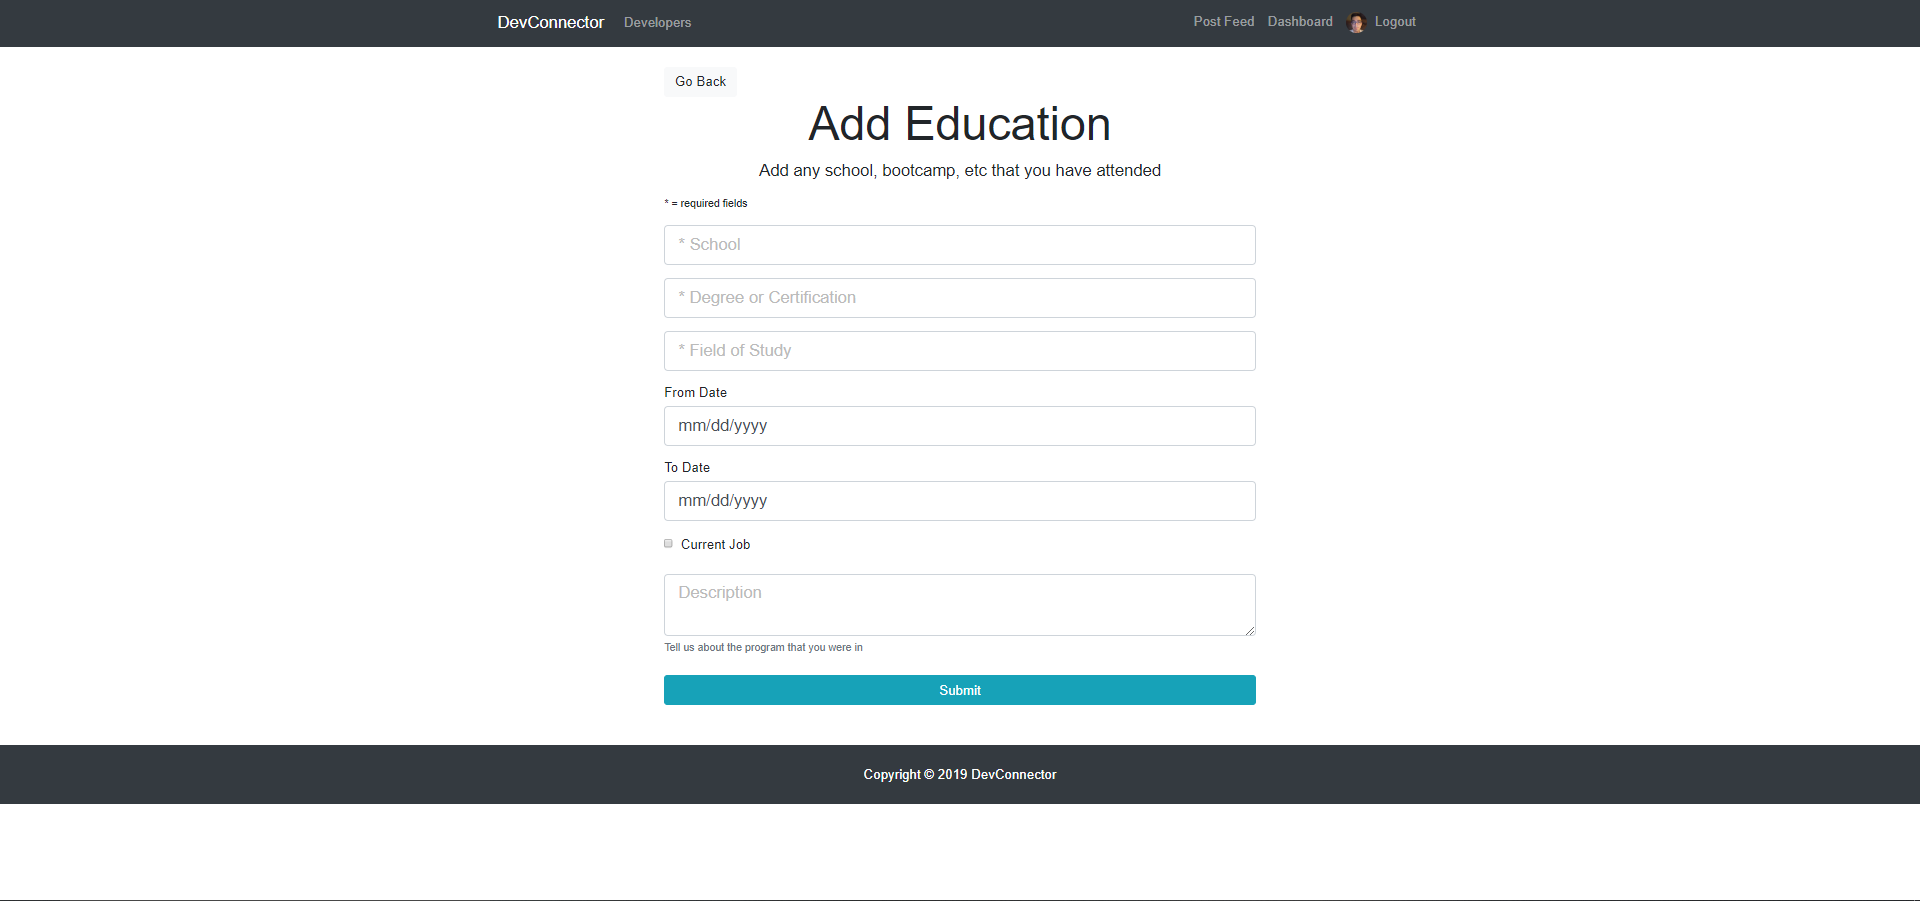 DevConnector Developers Post Feed Dashboard Logout
Go Back
Add Education
Add any school, bootcamp, etc that you have attended
* = required fields
* School
* Degree or Certification
* Field of Study
From Date
mm/dd/yyyy
To Date
mm/dd/yyyy
Current Job
Description
Tell us about the program that you were in
Submit
Copyright © 2019 DevConnector